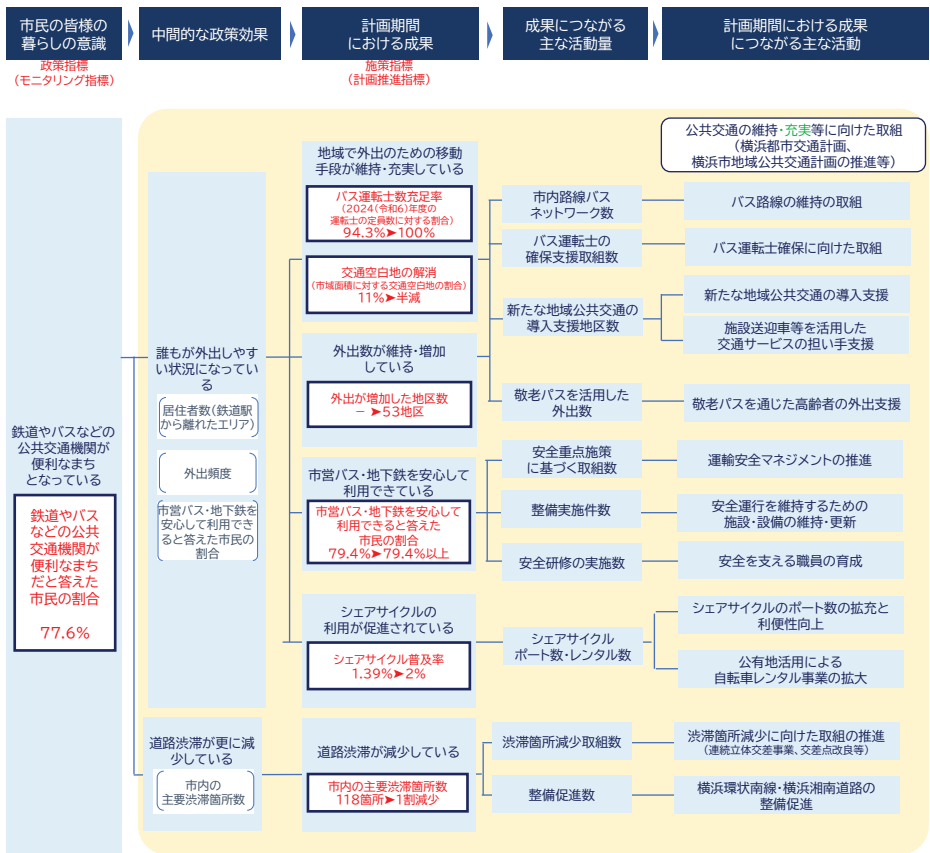 市民の皆様の
暮らしの意識
中間的な政策効果
計画期間
における成果
成果につながる
主な活動量
計画期間における成果
につながる主な活動
政策指標
(モニタリング指標)
施策指標
(計画推進指標)
公共交通の維持・充実等に向けた取組
(横浜都市交通計画、
横浜市地域公共交通計画の推進等)
鉄道やバスなどの
公共交通機関が
便利なまち
となっている
鉄道やバス
などの公共
交通機関が
便利なまち
だと答えた
市民の割合
77.6%
誰もが外出しやす
い状況になってい
る
居住者数(鉄道駅
から離れたエリア)
外出頻度
市営バス・地下鉄を
安心して利用でき
ると答えた市民の
割合
地域で外出のための移動
手段が維持・充実している
バス運転士数充足率
(2024(令和6)年度の
運転士の定員数に対する割合)
94.3%➤100%
交通空白地の解消
(市域面積に対する交通空白地の割合)
11%➤半減
外出数が維持・増加
している
外出が増加した地区数
− ➤53地区
市内路線バス
ネットワーク数
バス路線の維持の取組
バス運転士の
確保支援取組数
バス運転士確保に向けた取組
新たな地域公共交通の
導入支援地区数
新たな地域公共交通の導入支援
施設送迎車等を活用した
交通サービスの担い手支援
敬老パスを活用した
外出数
敬老パスを通じた高齢者の外出支援
市営バス・地下鉄を安心して
利用できている
市営バス・地下鉄を安心して
利用できると答えた
市民の割合
79.4%➤79.4%以上
安全重点施策
に基づく取組数
運輸安全マネジメントの推進
整備実施件数
安全運行を維持するための
施設・設備の維持・更新
安全研修の実施数
安全を支える職員の育成
シェアサイクルの
利用が促進されている
シェアサイクル普及率
1.39%➤2%
シェアサイクル
ポート数・レンタル数
シェアサイクルのポート数の拡充と
利便性向上
公有地活用による
自転車レンタル事業の拡大
道路渋滞が更に減
少している
市内の
主要渋滞箇所数
道路渋滞が減少している
市内の主要渋滞箇所数
118箇所➤1割減少
渋滞箇所減少取組数
渋滞箇所減少に向けた取組の推進
(連続立体交差事業、交差点改良等)
整備促進数
横浜環状南線・横浜湘南道路の
整備促進